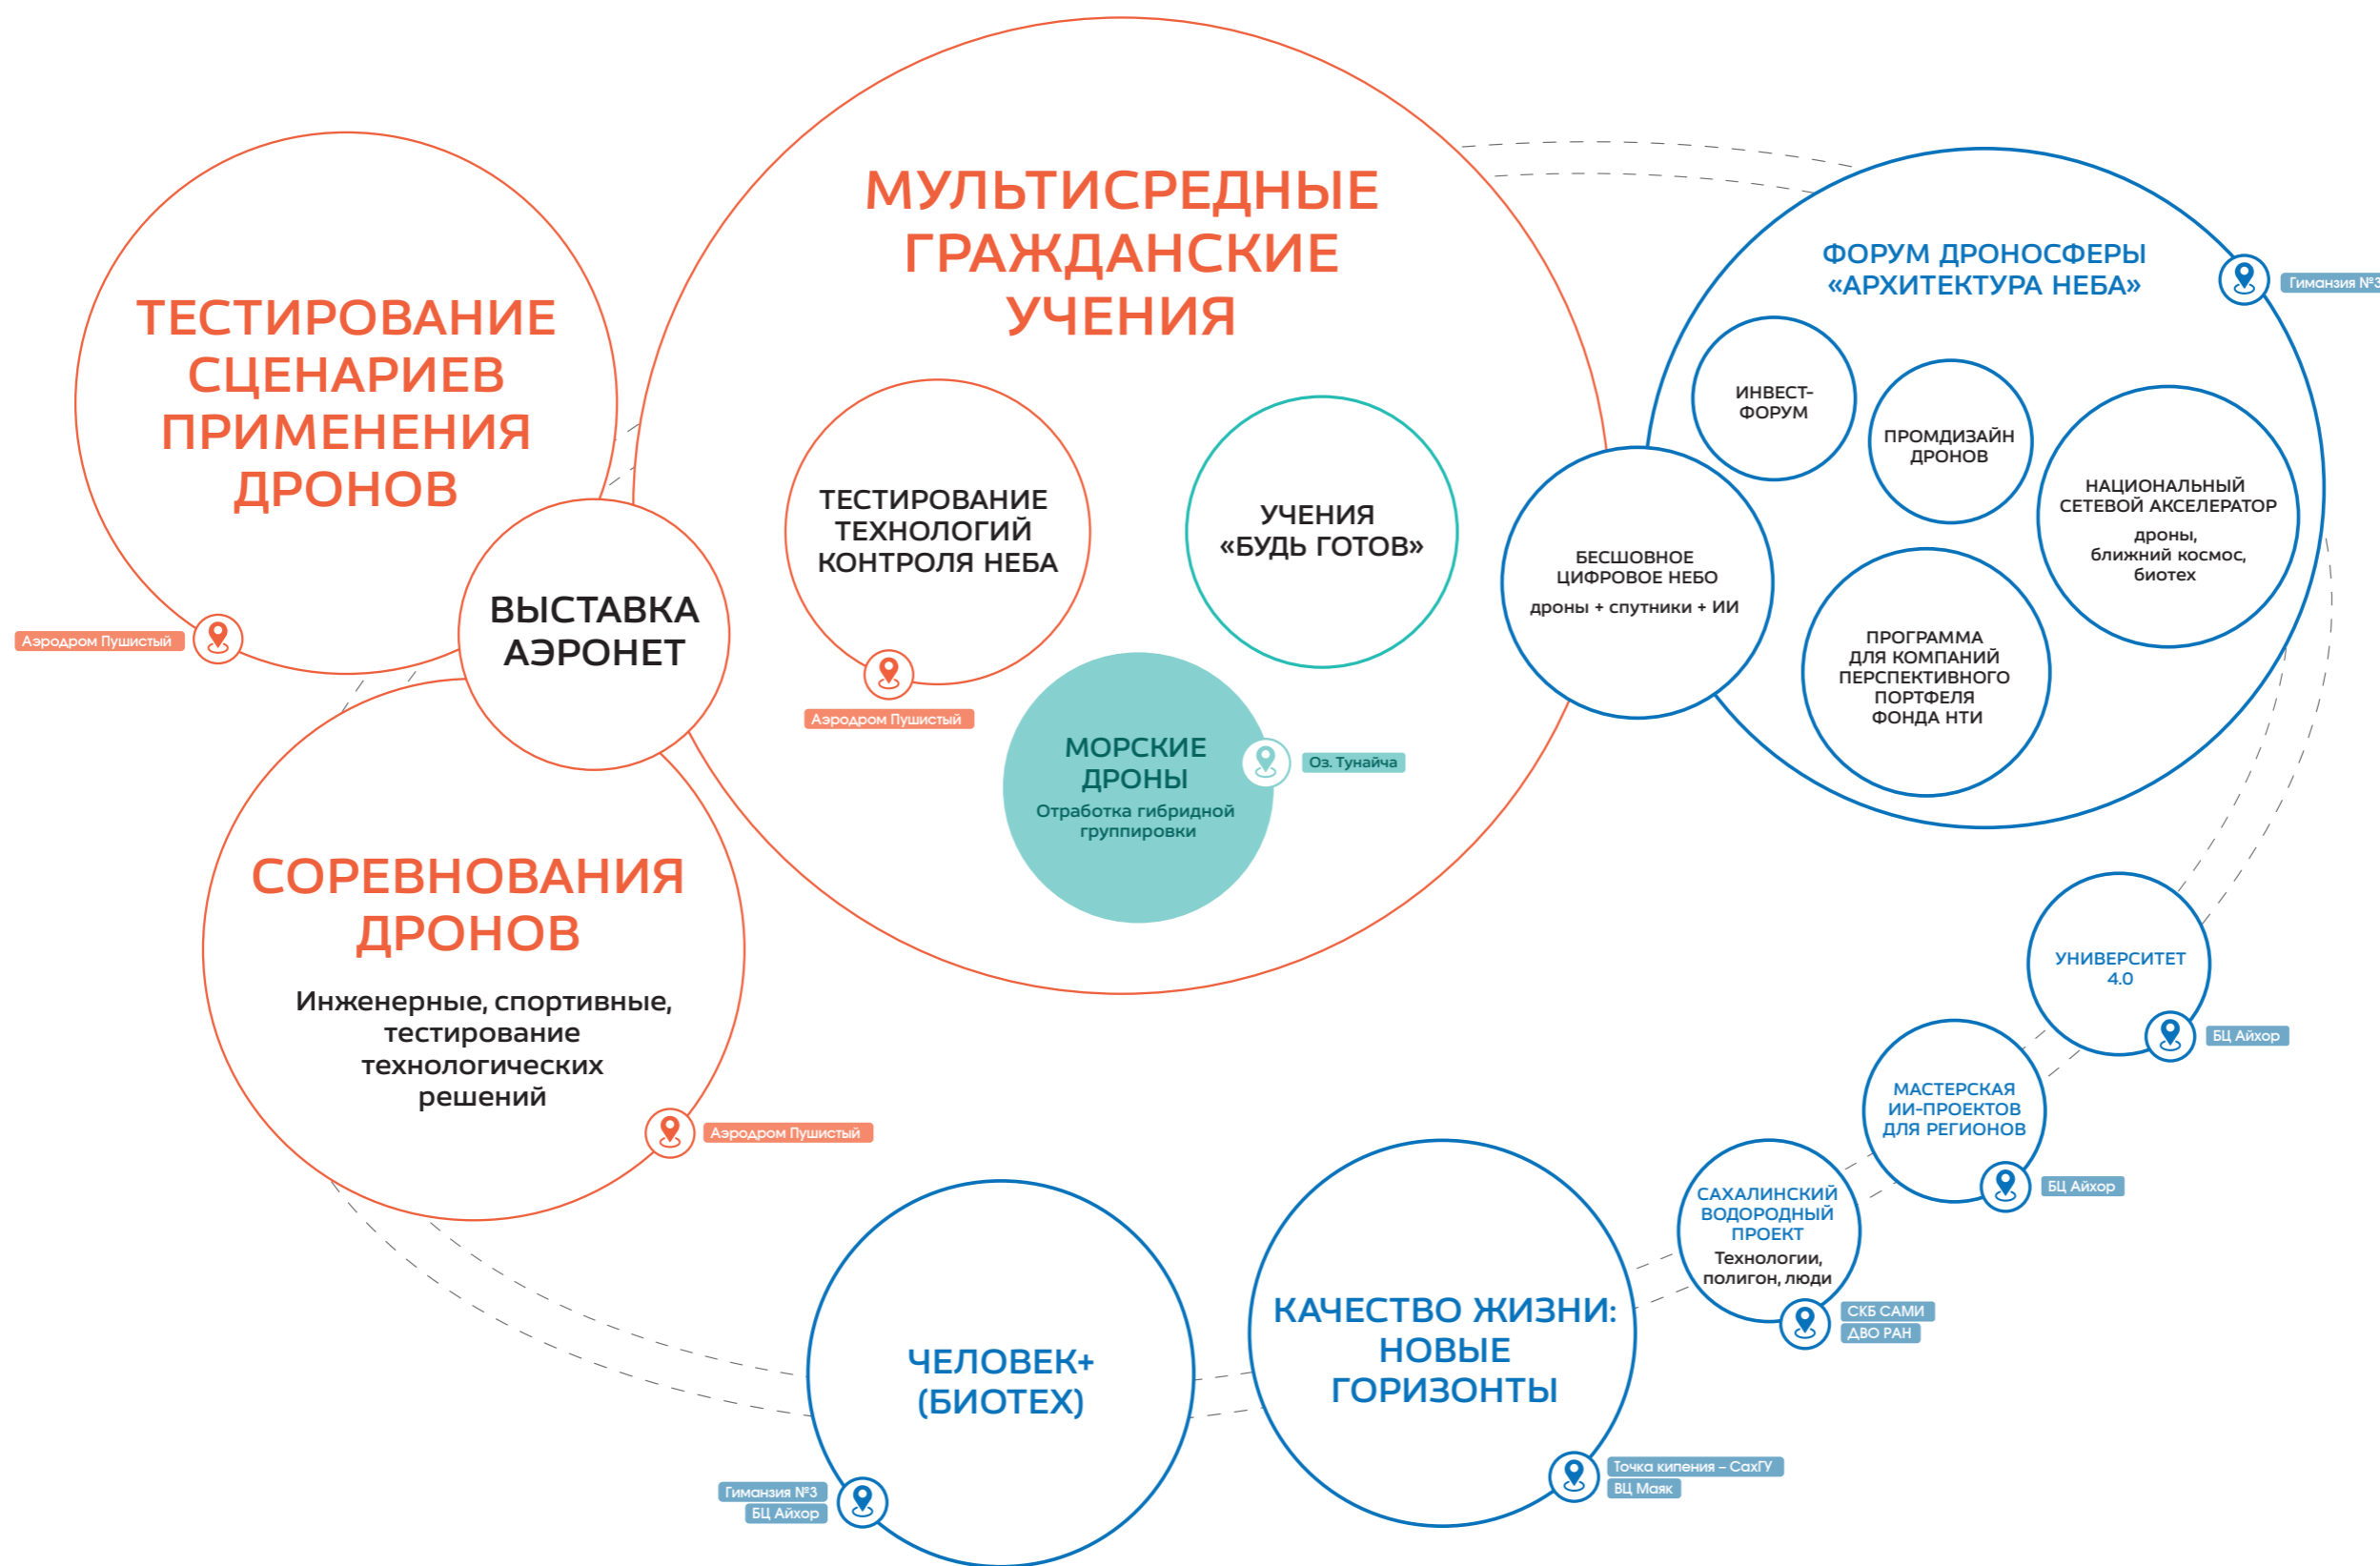 ТЕСТИРОВАНИЕ
СЦЕНАРИЕВ
ПРИМЕНЕНИЯ
ДРОНОВ
Аэродром Пушистый
ВЫСТАВКА
АЭРОНЕТ
СОРЕВНОВАНИЯ
ДРОНОВ
Инженерные, спортивные,
тестирование
технологических
решений
Аэродром Пушистый
МУЛЬТИСРЕДНЫЕ
ГРАЖДАНСКИЕ
УЧЕНИЯ
ТЕСТИРОВАНИЕ
ТЕХНОЛОГИЙ
КОНТРОЛЯ НЕБА
Аэродром Пушистый
УЧЕНИЯ
«БУДЬ ГОТОВ»
МОРСКИЕ
ДРОНЫ
Отработка гибридной
группировки
Оз. Тунайча
БЕСШОВНОЕ
ЦИФРОВОЕ НЕБО
дроны + спутники + ИИ
ФОРУМ ДРОНОСФЕРЫ
«АРХИТЕКТУРА НЕБА»
Гиманзия №3
ИНВЕСТ-
ФОРУМ
ПРОМДИЗАЙН
ДРОНОВ
НАЦИОНАЛЬНЫЙ
СЕТЕВОЙ АКСЕЛЕРАТОР
дроны,
ближний космос,
биотех
ПРОГРАММА
ДЛЯ КОМПАНИЙ
ПЕРСПЕКТИВНОГО
ПОРТФЕЛЯ
ФОНДА НТИ
УНИВЕРСИТЕТ
4.0
БЦ Айхор
МАСТЕРСКАЯ
ИИ-ПРОЕКТОВ
ДЛЯ РЕГИОНОВ
БЦ Айхор
САХАЛИНСКИЙ
ВОДОРОДНЫЙ
ПРОЕКТ
Технологии,
полигон, люди
СКБ САМИ
ДВО РАН
КАЧЕСТВО ЖИЗНИ:
НОВЫЕ
ГОРИЗОНТЫ
Точка кипения – СахГУ
ВЦ Маяк
ЧЕЛОВЕК+
(БИОТЕХ)
Гиманзия №3
БЦ Айхор